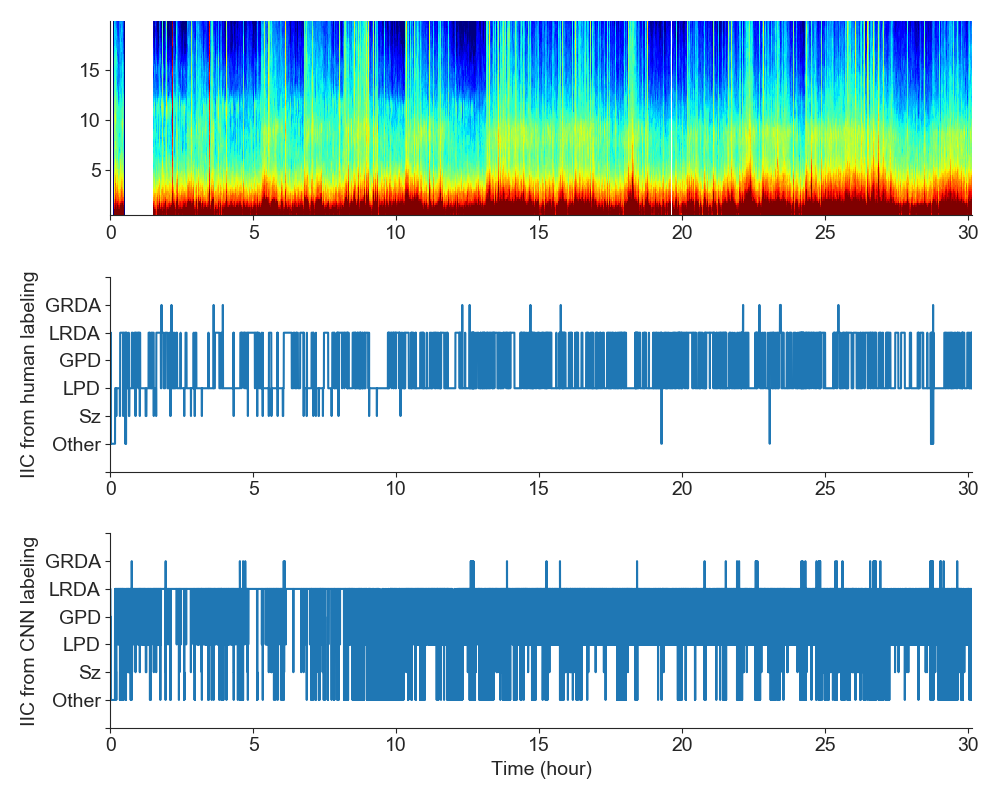 15
10
5
0 5 10 15 20 25 30
IIC from human labeling
GRDA
LRDA
GPD
LPD
Sz
Other
0 5 10 15 20 25 30
IIC from CNN labeling
GRDA
LRDA
GPD
LPD
Sz
Other
0 5 10 15 20 25 30
Time (hour)